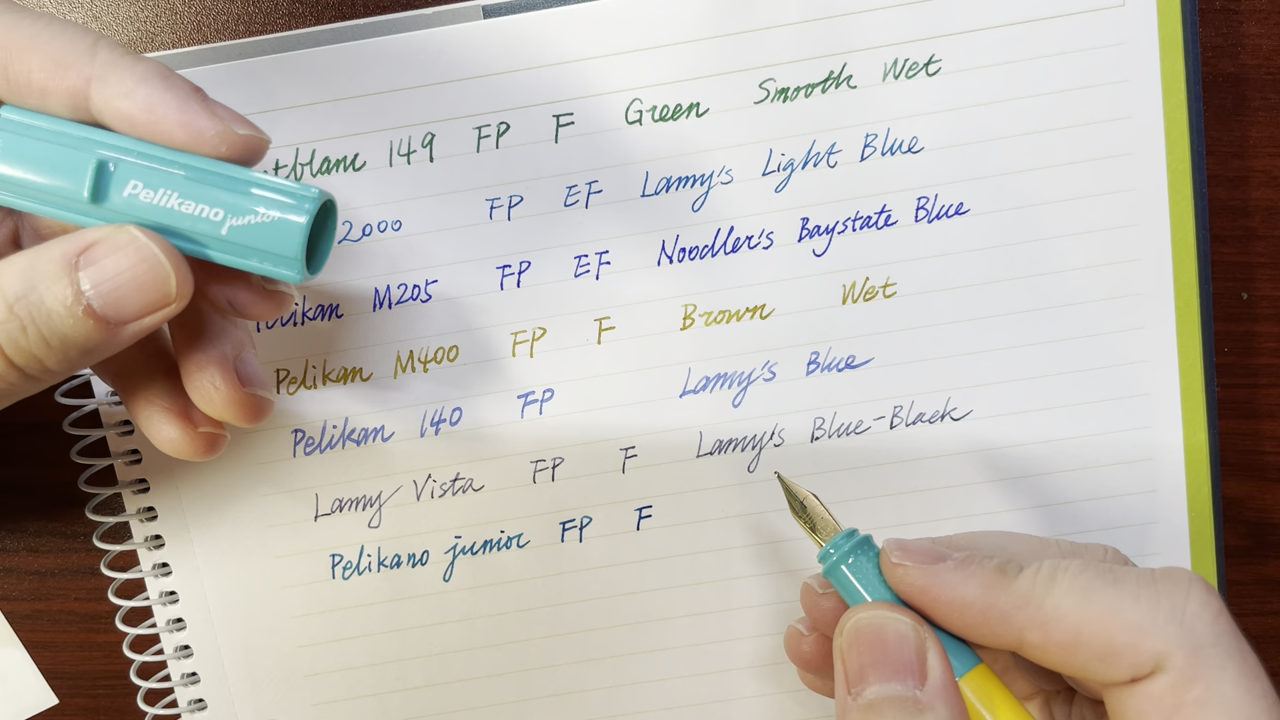 Pelikano junior
tblanc 149 FP F Green Smooth Wet
2000 FP EF Lamy's Light Blue
likan M205 FP EF Noodler's Baystate Blue
Pelikan M400 FP F Brown Wet
Pelikan 140 FP Lamy's Blue
Lamy Vista FP F Lamy's Blue-Black
Pelikano junior FP F